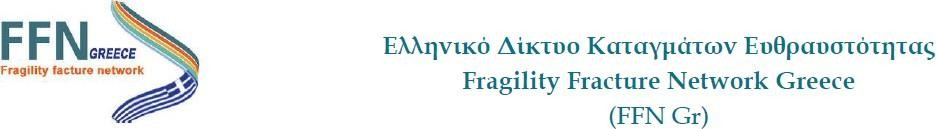 FFN GREECE
Fragility facture network
Ελληνικό Δίκτυο Καταγμάτων Ευθραυστότητας
Fragility Fracture Network Greece
(FFN Gr)